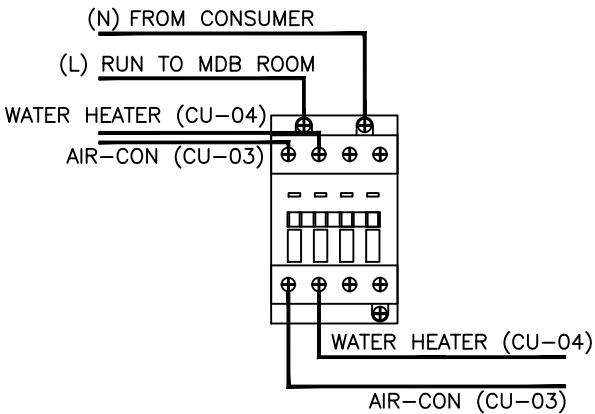 (N) FROM CONSUMER
(L) RUN TO MDB ROOM
WATER HEATER (CU-04)
AIR-CON (CU-03)
WATER HEATER (CU-04)
AIR-CON (CU-03)